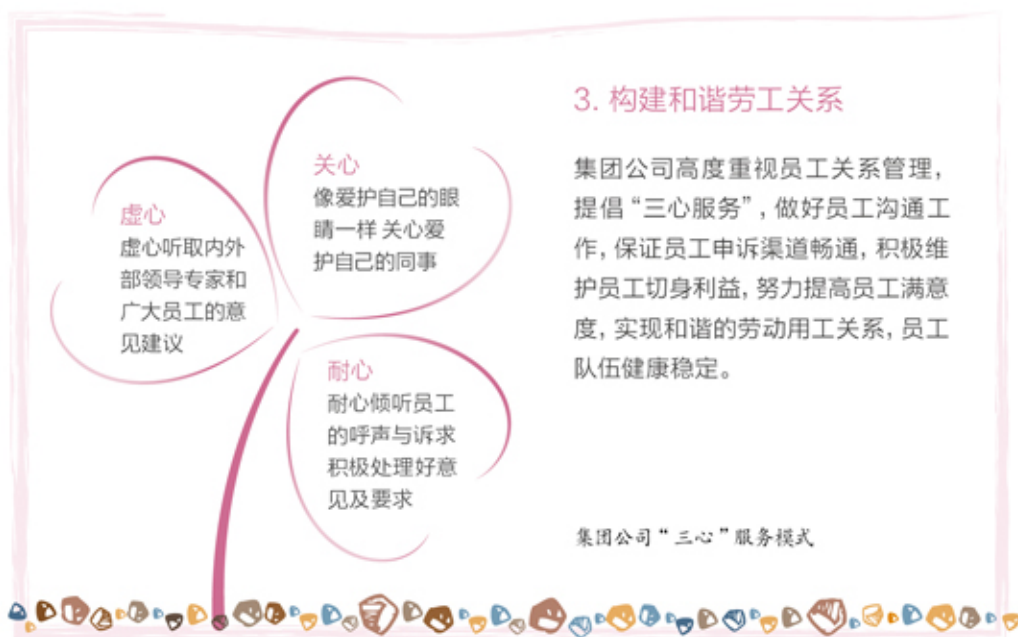 关心
像爱护自己的眼
睛一样 关心爱
护自己的同事
虚心
虚心听取内外
部领导专家和
广大员工的意
见建议
耐心
耐心倾听员工
的呼声与诉求
积极处理好意
见及要求
3. 构建和谐劳工关系
集团公司高度重视员工关系管理，
提倡“三心服务”，做好员工沟通工
作，保证员工申诉渠道畅通，积极维
护员工切身利益，努力提高员工满意
度，实现和谐的劳动用工关系，员工
队伍健康稳定。
集团公司“三心”服务模式